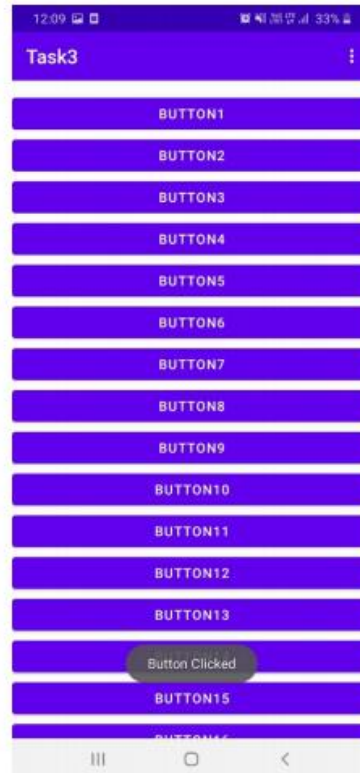 12:09 33%
Task3
BUTTON1
BUTTON2
BUTTON3
BUTTON4
BUTTON5
BUTTON6
BUTTON7
BUTTON8
BUTTON9
BUTTON10
BUTTON11
BUTTON12
BUTTON13
Button Clicked
BUTTON15